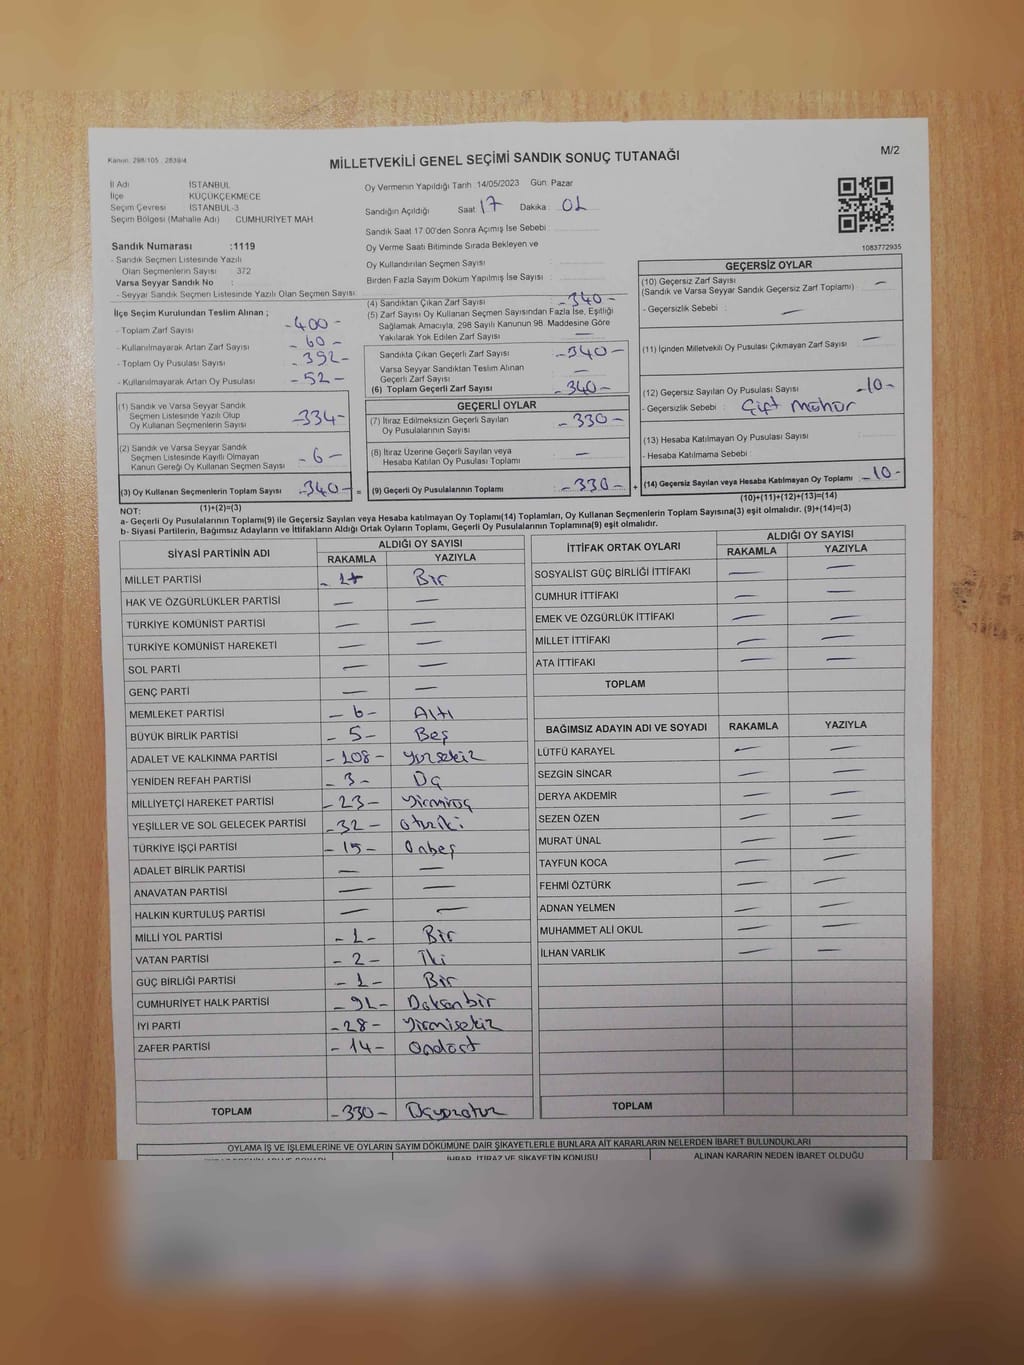 Kanun: 298/105 , 2839/4
MİLLETVEKİLİ GENEL SEÇİMİ SANDIK SONUÇ TUTANAĞI
M/2
İl Adı İSTANBUL
İlçe KÜÇÜKÇEKMECE
Seçim Çevresi İSTANBUL-3
Seçim Bölgesi (Mahalle Adı) CUMHURİYET MAH.
Sandık Numarası :1119
- Sandık Seçmen Listesinde Yazılı
Olan Seçmenlerin Sayısı 372
Varsa Seyyar Sandık No :
- Seyyar Sandık Seçmen Listesinde Yazılı Olan Seçmen Sayısı:
Oy Vermenin Yapıldığı Tarih 14/05/2023 Gün: Pazar
Sandığın Açıldığı Saat 17 Dakika 01
Sandık Saat 17.00'den Sonra Açımış İse Sebebi
Oy Verme Saati Bitiminde Sırada Bekleyen ve
Oy Kullandırılan Seçmen Sayısı
Birden Fazla Sayım Döküm Yapılmış İse Sayısı
1083772935
İlçe Seçim Kurulundan Teslim Alınan ;
- Toplam Zarf Sayısı -400-
- Kullanılmayarak Artan Zarf Sayısı -60-
- Toplam Oy Pusulası Sayısı -392-
- Kullanılmayarak Artan Oy Pusulası -52-
(1) Sandık ve Varsa Seyyar Sandık
Seçmen Listesinde Yazılı Olup
Oy Kullanan Seçmenlerin Sayısı -334-
(2) Sandık ve Varsa Seyyar Sandık
Seçmen Listesinde Kayıtlı Olmayan
Kanun Gereği Oy Kullanan Seçmen Sayısı -6-
(3) Oy Kullanan Seçmenlerin Toplam Sayısı -340- =
(1)+(2)=(3)
(4) Sandıktan Çıkan Zarf Sayısı -340-
(5) Zarf Sayısı Oy Kullanan Seçmen Sayısından Fazla İse, Eşitliği
Sağlamak Amacıyla, 298 Sayılı Kanunun 98. Maddesine Göre
Yakılarak Yok Edilen Zarf Sayısı —
Sandıkta Çıkan Geçerli Zarf Sayısı -340-
Varsa Seyyar Sandıktan Teslim Alınan
Geçerli Zarf Sayısı —
(6) Toplam Geçerli Zarf Sayısı -340-
GEÇERLİ OYLAR
(7) İtiraz Edilmeksizin Geçerli Sayılan
Oy Pusulalarının Sayısı -330-
(8) İtiraz Üzerine Geçerli Sayılan veya
Hesaba Katılan Oy Pusulası Toplamı —
(9) Geçerli Oy Pusulalarının Toplamı -330- +
GEÇERSİZ OYLAR
(10) Geçersiz Zarf Sayısı —
(Sandık ve Varsa Seyyar Sandık Geçersiz Zarf Toplamı)
- Geçersizlik Sebebi : —
(11) İçinden Milletvekili Oy Pusulası Çıkmayan Zarf Sayısı —
(12) Geçersiz Sayılan Oy Pusulası Sayısı -10-
- Geçersizlik Sebebi : Çift Mühür
(13) Hesaba Katılmayan Oy Pusulası Sayısı
- Hesaba Katılmama Sebebi :
(14) Geçersiz Sayılan veya Hesaba Katılmayan Oy Toplamı -10-
(10)+(11)+(12)+(13)=(14)
NOT:
a- Geçerli Oy Pusulalarının Toplamı(9) ile Geçersiz Sayılan veya Hesaba katılmayan Oy Toplamı(14) Toplamları, Oy Kullanan Seçmenlerin Toplam Sayısına(3) eşit olmalıdır. (9)+(14)=(3)
b- Siyasi Partilerin, Bağımsız Adayların ve İttifakların Aldığı Ortak Oyların Toplamı, Geçerli Oy Pusulalarının Toplamına(9) eşit olmalıdır.
SİYASİ PARTİNİN ADI ALDIĞI OY SAYISI
RAKAMLA YAZIYLA
MİLLET PARTİSİ Bir
HAK VE ÖZGÜRLÜKLER PARTİSİ — —
TÜRKİYE KOMÜNİST PARTİSİ — —
TÜRKİYE KOMÜNİST HAREKETİ — —
SOL PARTİ — —
GENÇ PARTİ — —
MEMLEKET PARTİSİ -6- Altı
BÜYÜK BİRLİK PARTİSİ -5- Beş
ADALET VE KALKINMA PARTİSİ -108- Yüzsekiz
YENİDEN REFAH PARTİSİ -3- Üç
MİLLİYETÇİ HAREKET PARTİSİ -23- Yirmiüç
YEŞİLLER VE SOL GELECEK PARTİSİ -32- Otuziki
TÜRKİYE İŞÇİ PARTİSİ -15- Onbeş
ADALET BİRLİK PARTİSİ — —
ANAVATAN PARTİSİ — —
HALKIN KURTULUŞ PARTİSİ — —
MİLLİ YOL PARTİSİ -1- Bir
VATAN PARTİSİ -2- İki
GÜÇ BİRLİĞİ PARTİSİ -1- Bir
CUMHURİYET HALK PARTİSİ -91- Doksanbir
İYİ PARTİ -28- Yirmisekiz
ZAFER PARTİSİ -14- Ondört
TOPLAM -330- Üçyüzotuz
İTTİFAK ORTAK OYLARI ALDIĞI OY SAYISI
RAKAMLA YAZIYLA
SOSYALİST GÜÇ BİRLİĞİ İTTİFAKI — —
CUMHUR İTTİFAKI — —
EMEK VE ÖZGÜRLÜK İTTİFAKI — —
MİLLET İTTİFAKI — —
ATA İTTİFAKI — —
TOPLAM
BAĞIMSIZ ADAYIN ADI VE SOYADI RAKAMLA YAZIYLA
LÜTFÜ KARAYEL — —
SEZGİN SİNCAR — —
DERYA AKDEMİR — —
SEZEN ÖZEN — —
MURAT ÜNAL — —
TAYFUN KOCA — —
FEHMİ ÖZTÜRK — —
ADNAN YELMEN — —
MUHAMMET ALİ OKUL — —
İLHAN VARLIK — —
TOPLAM
OYLAMA İŞ VE İŞLEMLERİNE VE OYLARIN SAYIM DÖKÜMÜNE DAİR ŞİKAYETLERLE BUNLARA AİT KARARLARIN NELERDEN İBARET BULUNDUKLARI
İHBAR, İTİRAZ VE ŞİKAYETİN KONUSU ALINAN KARARIN NEDEN İBARET OLDUĞU